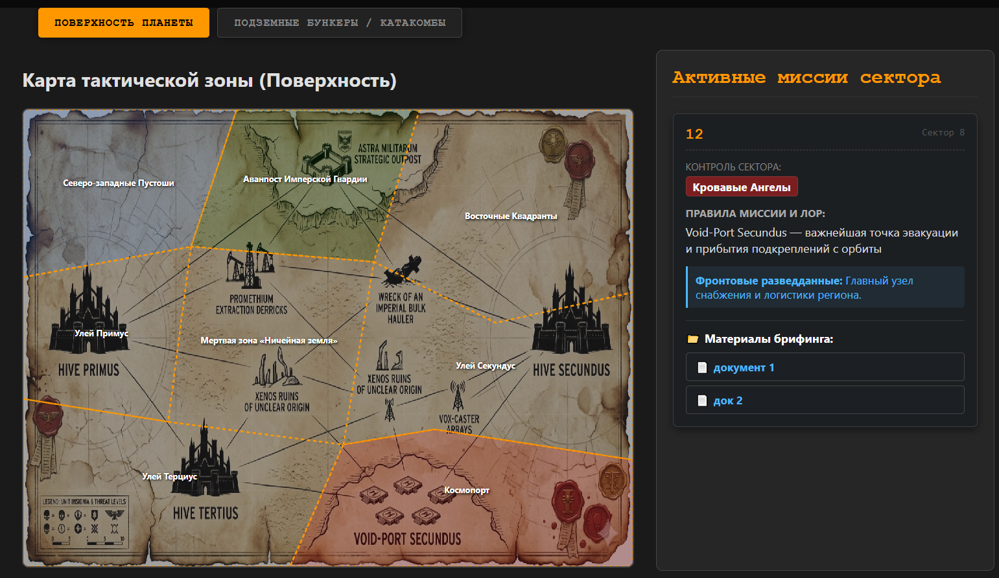 ПОВЕРХНОСТЬ ПЛАНЕТЫ
ПОДЗЕМНЫЕ БУНКЕРЫ / КАТАКОМБЫ
Карта тактической зоны (Поверхность)
ASTRA MILITARUM
STRATEGIC OUTPOST
Аванпост Имперской Гвардии
Северо-западные Пустоши
Восточные Квадранты
PROMETHIUM
EXTRACTION DERRICKS
WRECK OF AN
IMPERIAL BULK
HAULER
Улей Примус
HIVE PRIMUS
Мертвая зона «Ничейная земля»
Улей Секундус
HIVE SECUNDUS
XENOS RUINS
OF UNCLEAR ORIGIN
XENOS RUINS
OF UNCLEAR ORIGIN
VOX-CASTER
ARRAYS
Улей Терциус
HIVE TERTIUS
Космопорт
VOID-PORT SECUNDUS
LEGEND: UNIT INSIGNIA & THREAT LEVELS
0 5 0 5 10
Активные миссии сектора
12
Сектор 8
КОНТРОЛЬ СЕКТОРА:
Кровавые Ангелы
ПРАВИЛА МИССИИ И ЛОР:
Void-Port Secundus — важнейшая точка эвакуации
и прибытия подкреплений с орбиты
Фронтовые разведданные: Главный узел
снабжения и логистики региона.
Материалы брифинга:
документ 1
док 2